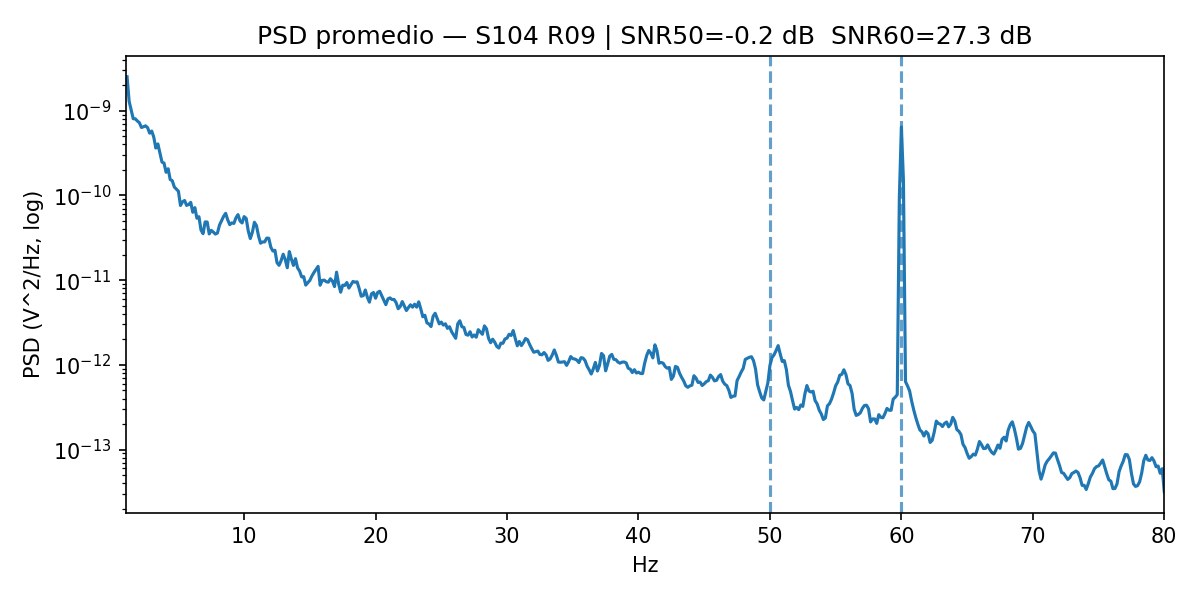 PSD promedio — S104 R09 | SNR50=-0.2 dB  SNR60=27.3 dB
PSD (V^2/Hz, log)
10⁻⁹
10⁻¹⁰
10⁻¹¹
10⁻¹²
10⁻¹³
10 20 30 40 50 60 70 80
Hz